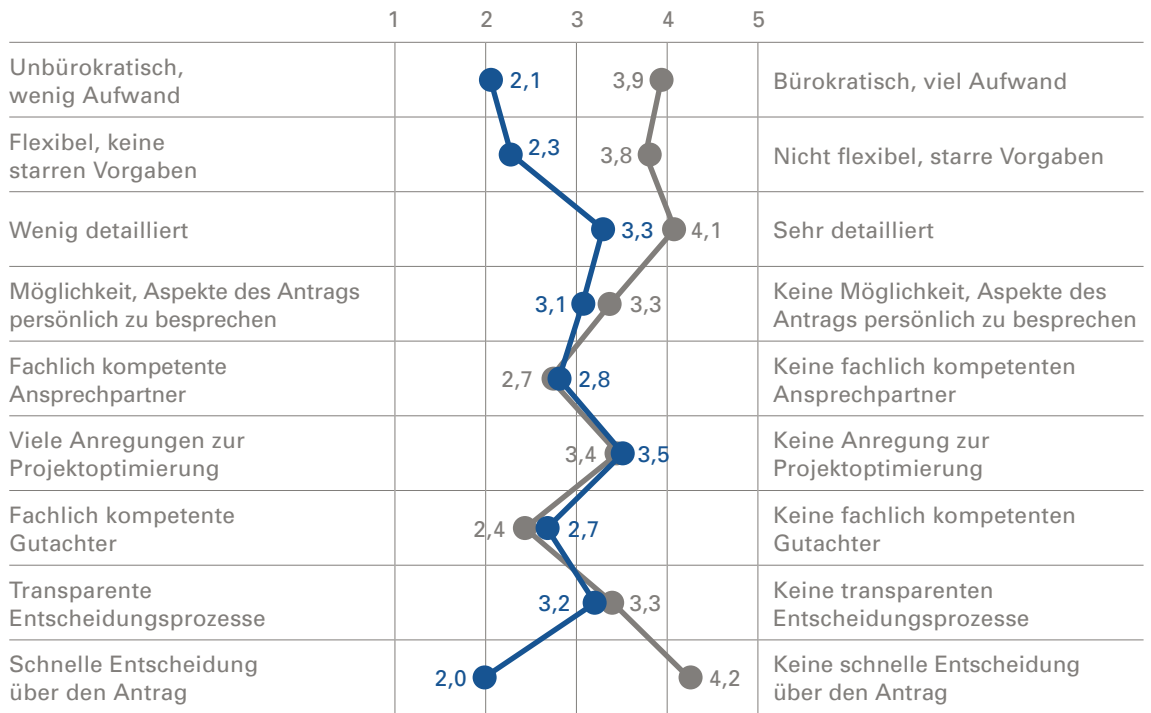 1 2 3 4 5
Unbürokratisch,
wenig Aufwand
2,1
3,9
Bürokratisch, viel Aufwand
Flexibel, keine
starren Vorgaben
2,3
3,8
Nicht flexibel, starre Vorgaben
Wenig detailliert
3,3
4,1
Sehr detailliert
Möglichkeit, Aspekte des Antrags
persönlich zu besprechen
3,1
3,3
Keine Möglichkeit, Aspekte des
Antrags persönlich zu besprechen
Fachlich kompetente
Ansprechpartner
2,7
2,8
Keine fachlich kompetenten
Ansprechpartner
Viele Anregungen zur
Projektoptimierung
3,4
3,5
Keine Anregung zur
Projektoptimierung
Fachlich kompetente
Gutachter
2,4
2,7
Keine fachlich kompetenten
Gutachter
Transparente
Entscheidungsprozesse
3,2
3,3
Keine transparenten
Entscheidungsprozesse
Schnelle Entscheidung
über den Antrag
2,0
4,2
Keine schnelle Entscheidung
über den Antrag